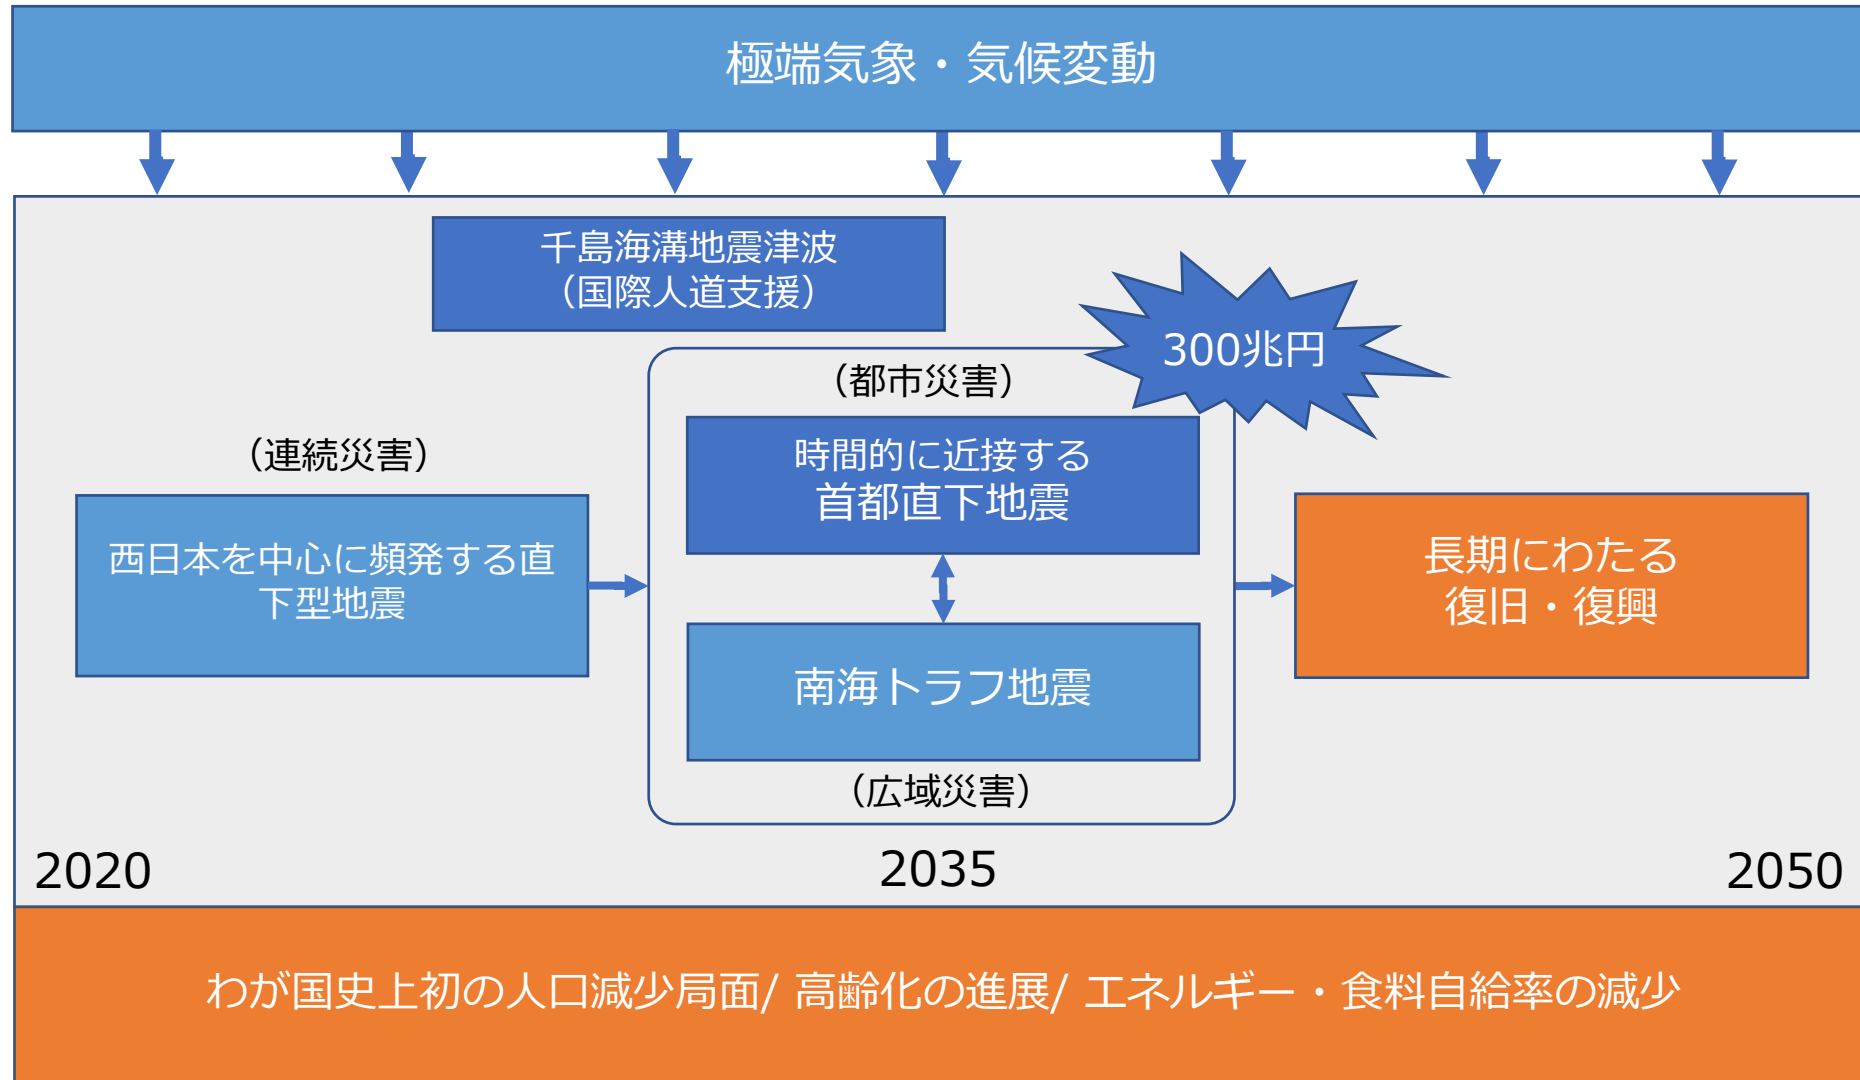 極端気象・気候変動
千島海溝地震津波
（国際人道支援）
300兆円
（都市災害）
（連続災害）
時間的に近接する
首都直下地震
西日本を中心に頻発する直
下型地震
長期にわたる
復旧・復興
南海トラフ地震
（広域災害）
2020
2035
2050
わが国史上初の人口減少局面/ 高齢化の進展/ エネルギー・食料自給率の減少